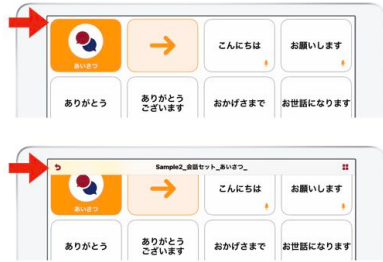 あいさつ
こんにちは
お願いします
ありがとう
ありがとう
ございます
おかげさまで
お世話になります
Sample2_会話セット_あいさつ_
あいさつ
こんにちは
お願いします
ありがとう
ありがとう
ございます
おかげさまで
お世話になります